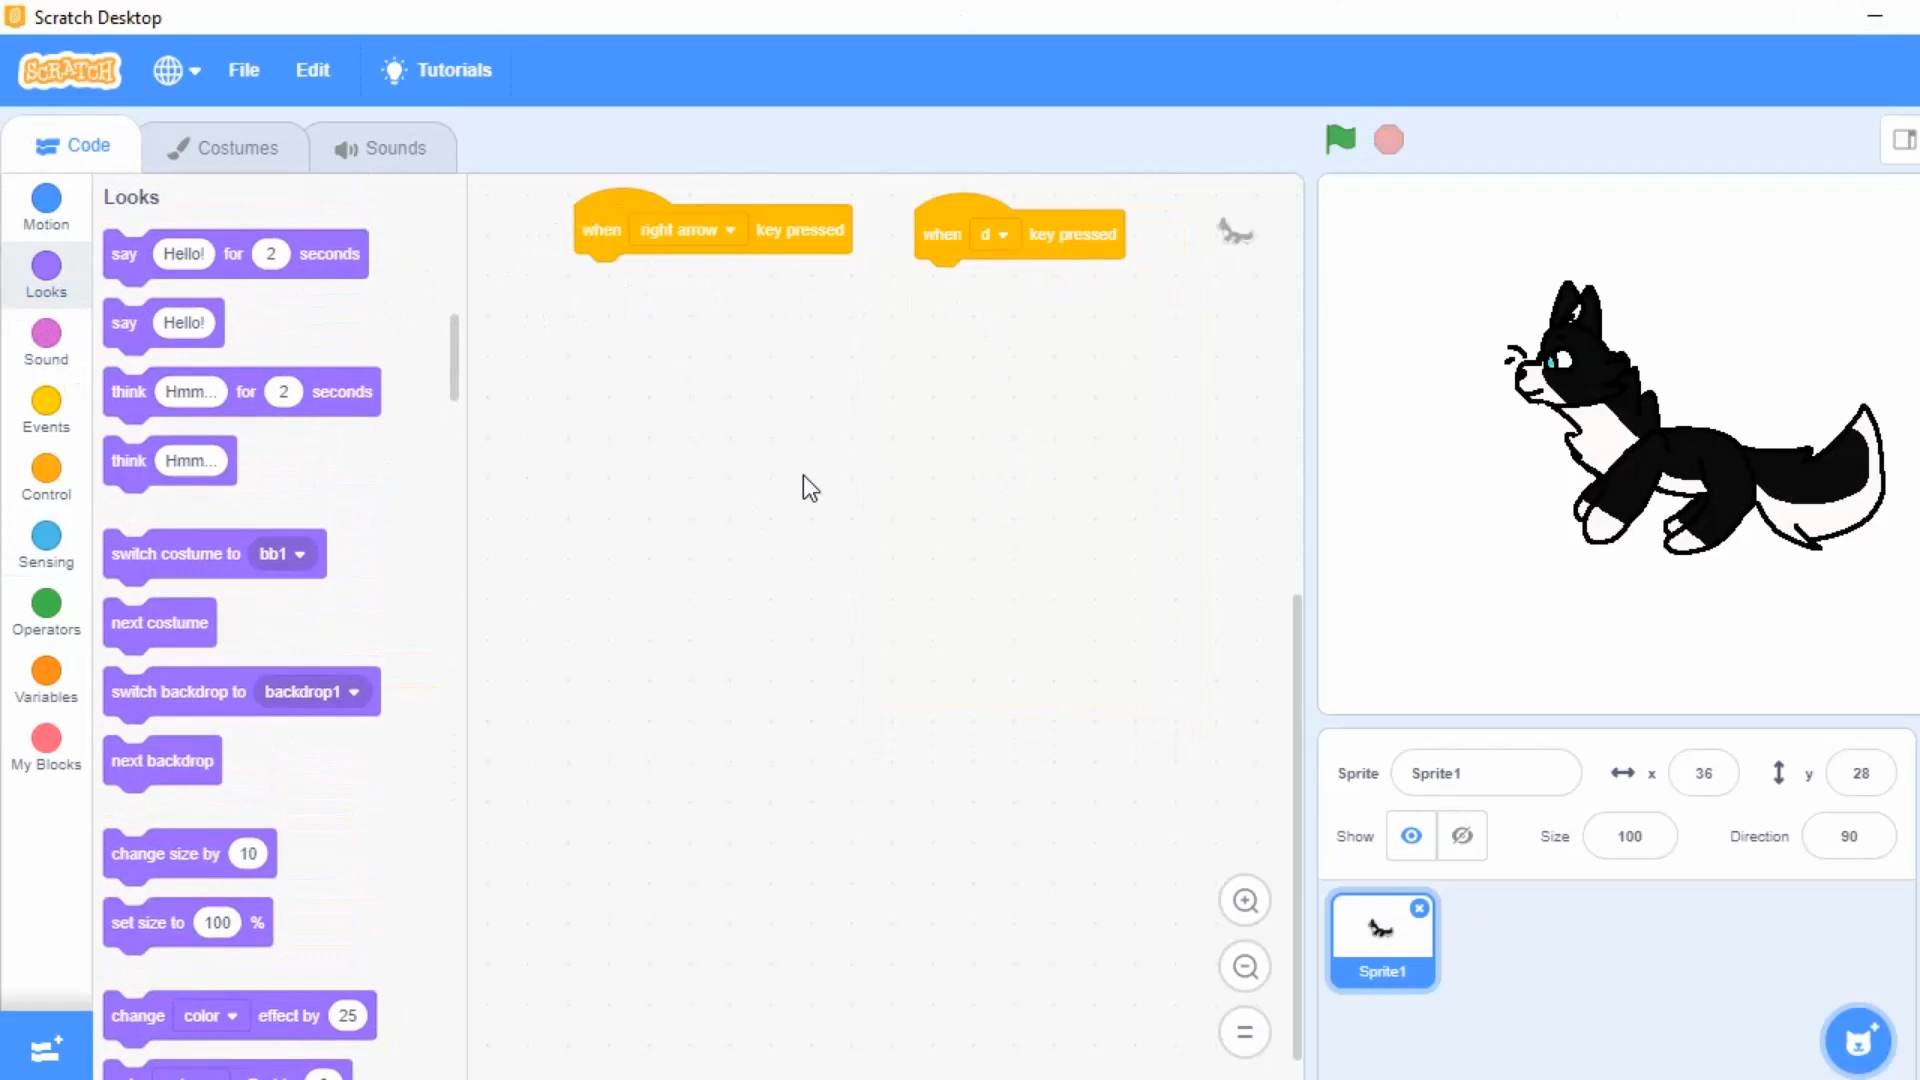 Scratch Desktop
SCRATCH File Edit Tutorials
Code Costumes Sounds
Motion
Looks
Sound
Events
Control
Sensing
Operators
Variables
My Blocks
Looks
say Hello! for 2 seconds
say Hello!
think Hmm... for 2 seconds
think Hmm...
switch costume to bb1
next costume
switch backdrop to backdrop1
next backdrop
change size by 10
set size to 100 %
change color effect by 25
when right arrow key pressed
when d key pressed
Sprite Sprite1 x 36 y 28
Show Size 100 Direction 90
Sprite1